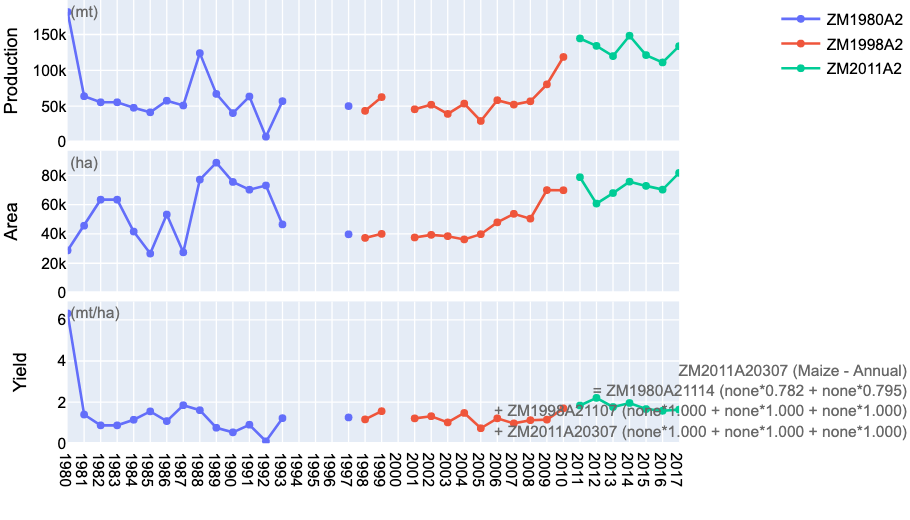 (mt)
Production
150k
100k
50k
0
ZM1980A2
ZM1998A2
ZM2011A2
(ha)
Area
80k
60k
40k
20k
0
(mt/ha)
Yield
6
4
2
0
ZM2011A20307 (Maize - Annual)
= ZM1980A21114 (none*0.782 + none*0.795)
+ ZM1998A21107 (none*1.000 + none*1.000 + none*1.000)
+ ZM2011A20307 (none*1.000 + none*1.000 + none*1.000)
1980
1981
1982
1983
1984
1985
1986
1987
1988
1989
1990
1991
1992
1993
1994
1995
1996
1997
1998
1999
2000
2001
2002
2003
2004
2005
2006
2007
2008
2009
2010
2011
2012
2013
2014
2015
2016
2017